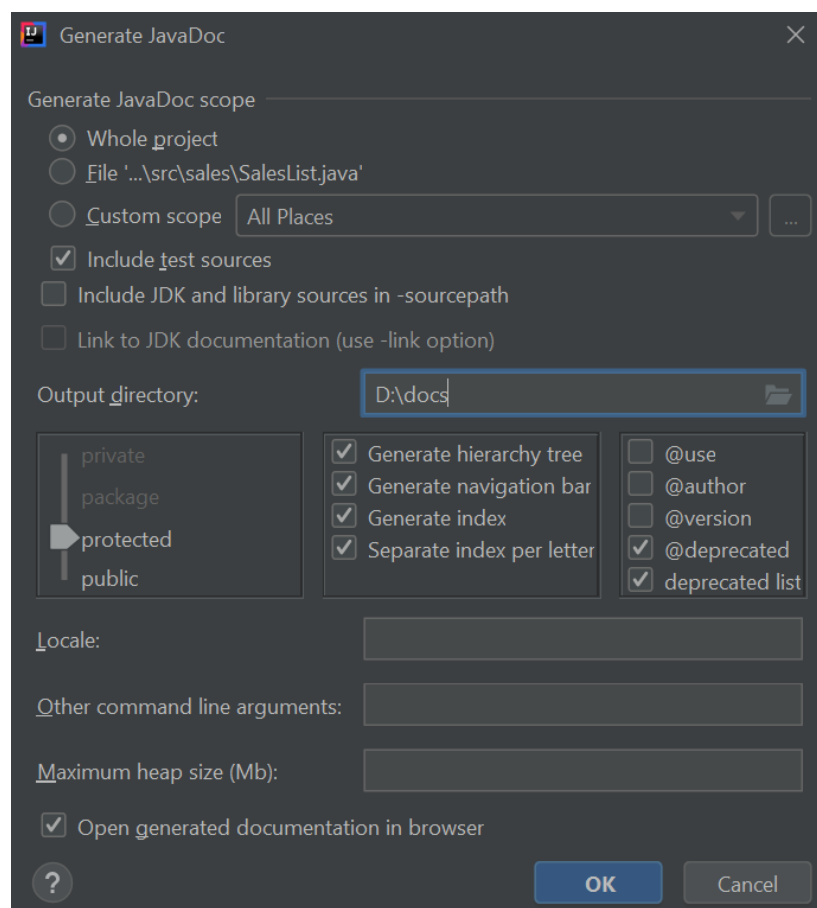 Generate JavaDoc
Generate JavaDoc scope
Whole project
File '...\src\sales\SalesList.java'
Custom scope All Places ...
Include test sources
Include JDK and library sources in -sourcepath
Link to JDK documentation (use -link option)
Output directory: D:\docs
private
package
protected
public
Generate hierarchy tree
Generate navigation bar
Generate index
Separate index per letter
@use
@author
@version
@deprecated
deprecated list
Locale:
Other command line arguments:
Maximum heap size (Mb):
Open generated documentation in browser
? OK Cancel